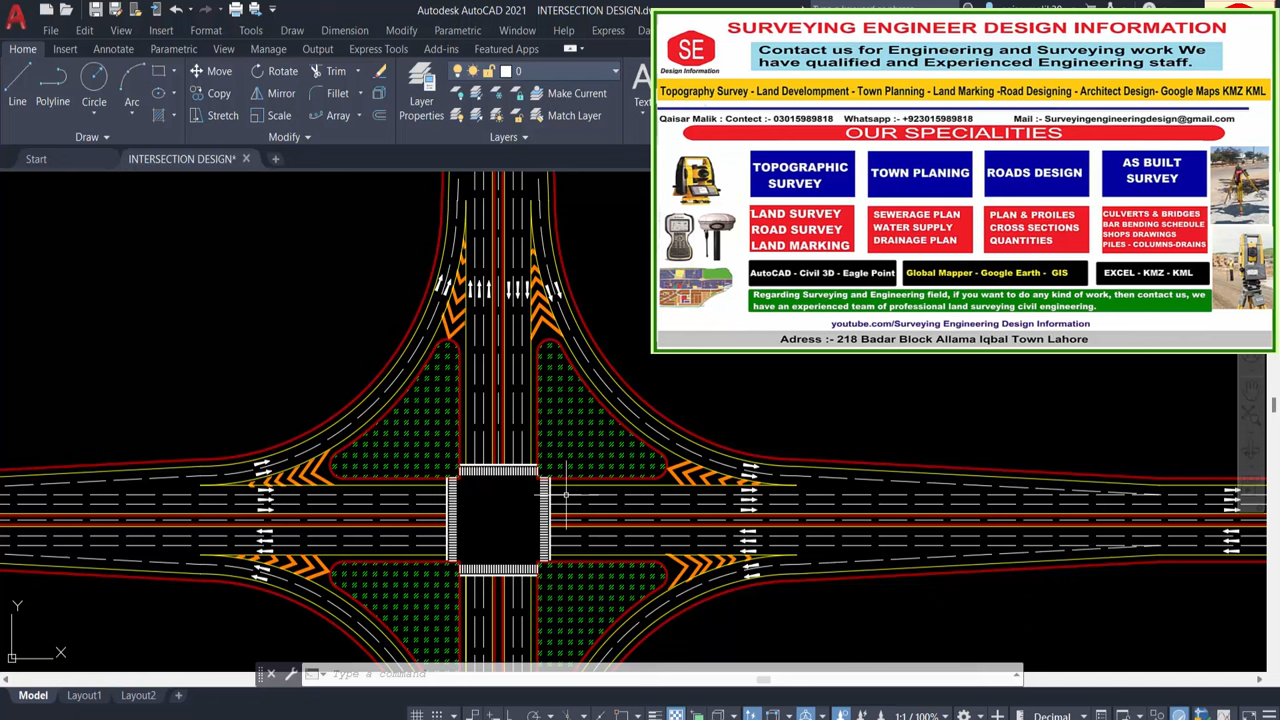 Autodesk AutoCAD 2021 INTERSECTION DESIGN.dw
File Edit View Insert Format Tools Draw Dimension Modify Parametric Window Help Express
Home Insert Annotate Parametric View Manage Output Express Tools Add-ins Featured Apps
Line Polyline Circle Arc
Move Rotate Trim
Copy Mirror Fillet
Stretch Scale Array
Layer Properties
0
Make Current
Match Layer
Text
Draw Modify Layers
Start INTERSECTION DESIGN*
SURVEYING ENGINEER DESIGN INFORMATION
SE
Design Information
Contact us for Engineering and Surveying work We
have qualified and Experienced Engineering staff.
Topography Survey - Land Develompment - Town Planning - Land Marking -Road Designing - Architect Design- Google Maps KMZ KML
Qaisar Malik : Contect :- 03015989818 Whatsapp :- +923015989818 Mail :- Surveyingengineeringdesign@gmail.com
OUR SPECIALITIES
TOPOGRAPHIC
SURVEY
TOWN PLANING
ROADS DESIGN
AS BUILT
SURVEY
LAND SURVEY
ROAD SURVEY
LAND MARKING
SEWERAGE PLAN
WATER SUPPLY
DRAINAGE PLAN
PLAN & PROILES
CROSS SECTIONS
QUANTITIES
CULVERTS & BRIDGES
BAR BENDING SCHEDULE
SHOPS DRAWINGS
PILES - COLUMNS-DRAINS
AutoCAD - Civil 3D - Eagle Point
Global Mapper - Google Earth - GIS
EXCEL - KMZ - KML
Regarding Surveying and Engineering field, if you want to do any kind of work, then contact us, we
have an experienced team of professional land surveying civil engineering.
youtube.com/Surveying Engineering Design Information
Adress :- 218 Badar Block Allama Iqbal Town Lahore
Y
X
Type a command
Model Layout1 Layout2
1:1 / 100% Decimal